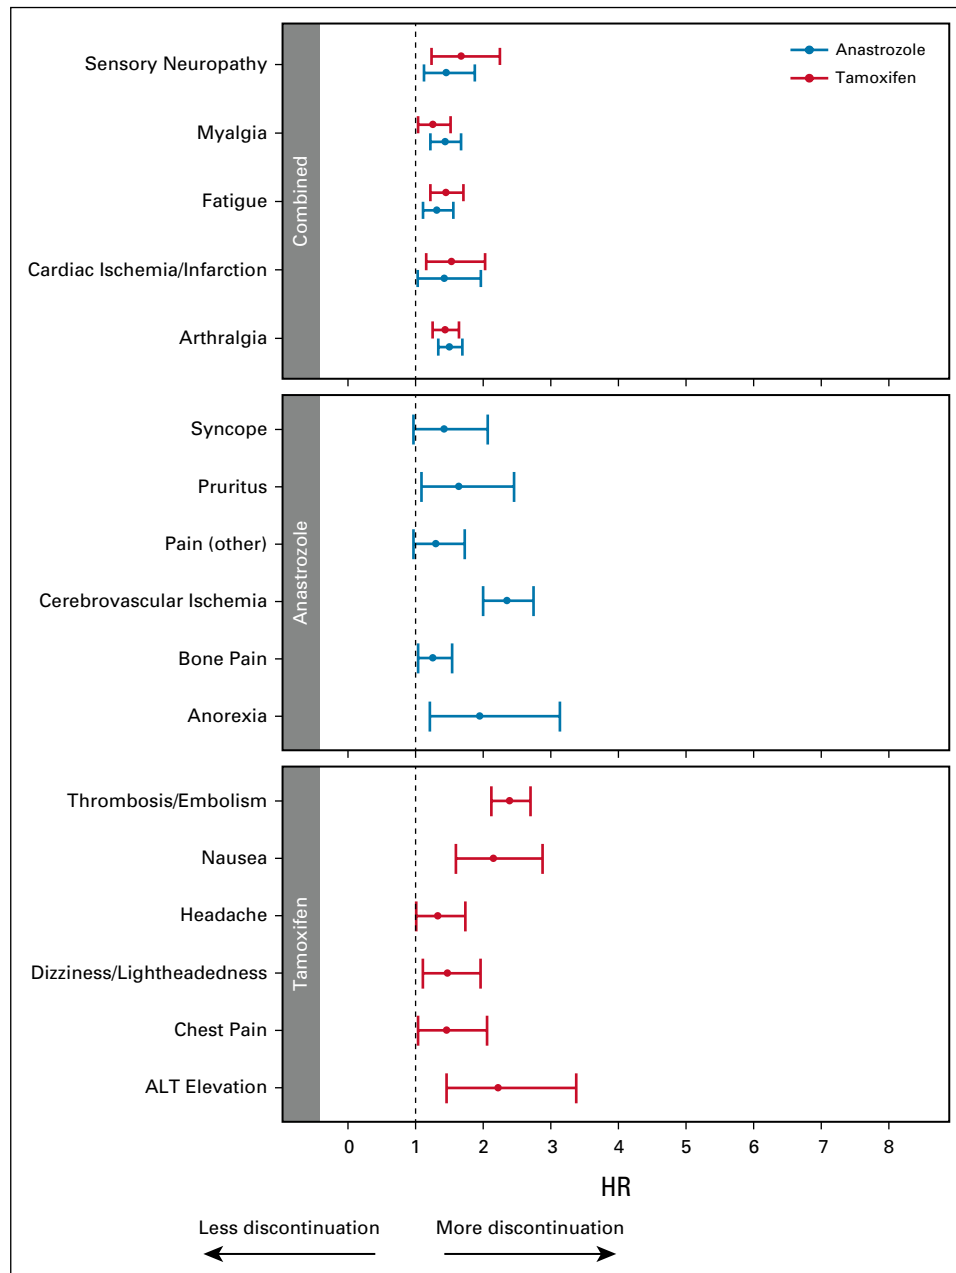 Anastrozole
Tamoxifen
Combined
Sensory Neuropathy
Myalgia
Fatigue
Cardiac Ischemia/Infarction
Arthralgia
Anastrozole
Syncope
Pruritus
Pain (other)
Cerebrovascular Ischemia
Bone Pain
Anorexia
Tamoxifen
Thrombosis/Embolism
Nausea
Headache
Dizziness/Lightheadedness
Chest Pain
ALT Elevation
0 1 2 3 4 5 6 7 8
HR
Less discontinuation More discontinuation